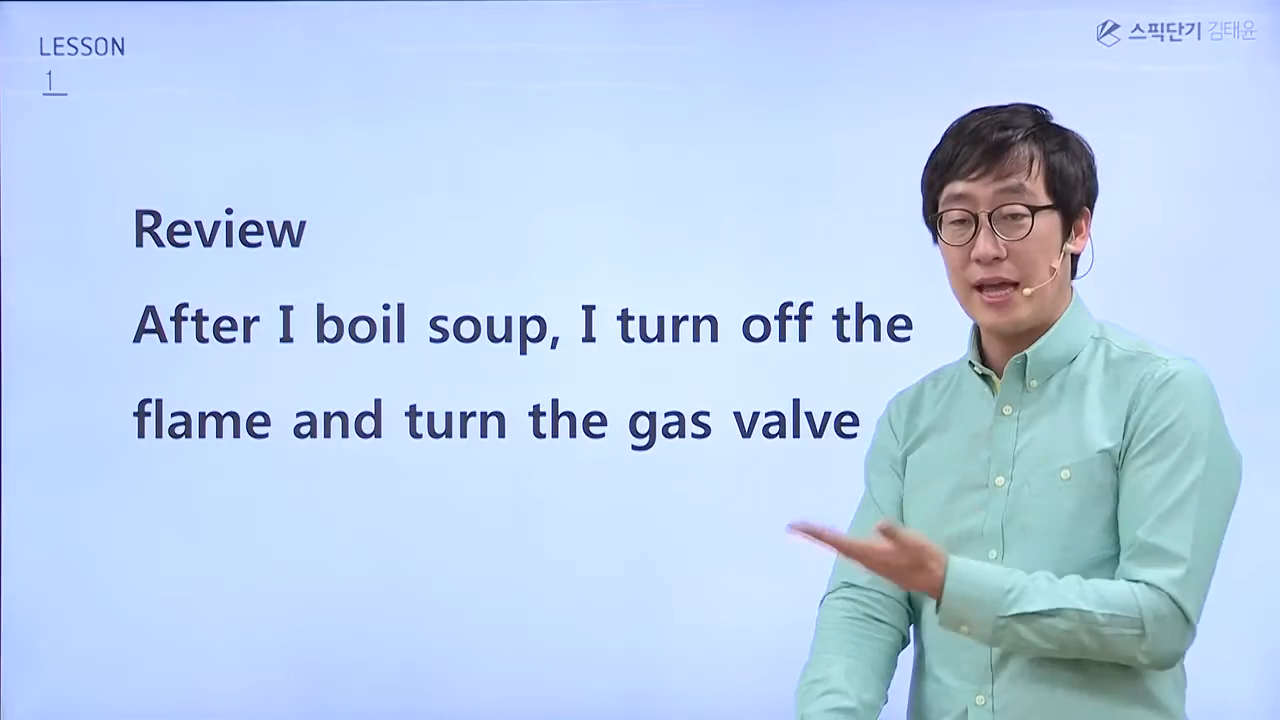 LESSON
1
스픽단기 김태윤
Review
After I boil soup, I turn off the
flame and turn the gas valve